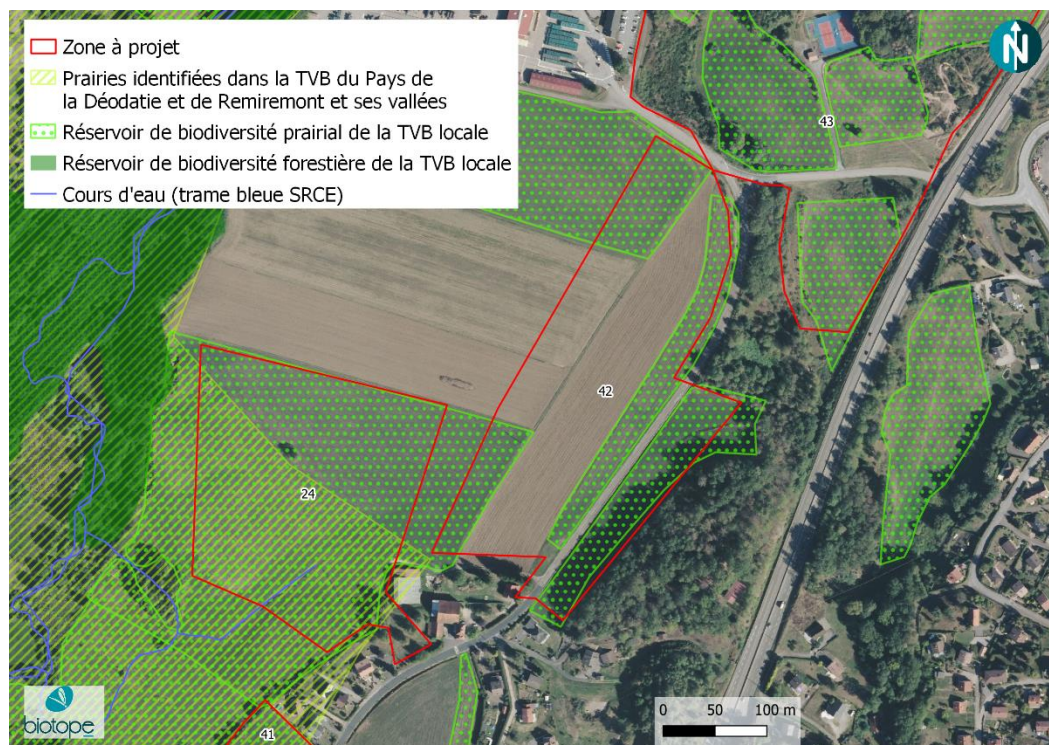 Zone à projet
Prairies identifiées dans la TVB du Pays de
la Déodatie et de Remiremont et ses vallées
Réservoir de biodiversité prairial de la TVB locale
Réservoir de biodiversité forestière de la TVB locale
Cours d'eau (trame bleue SRCE)
N
43
42
24
41
biotope
0 50 100 m